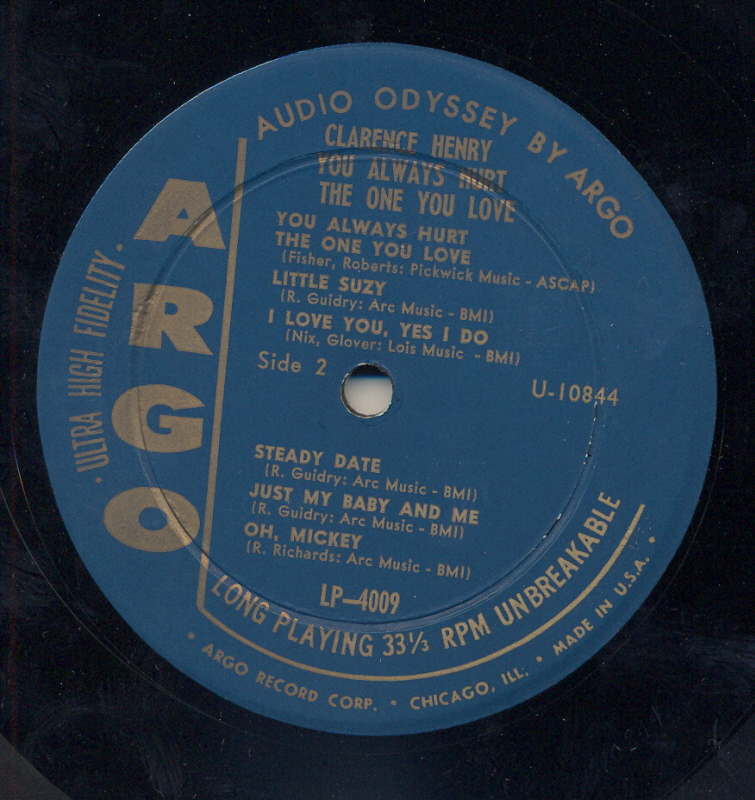 AUDIO ODYSSEY BY ARGO
CLARENCE HENRY
YOU ALWAYS HURT
THE ONE YOU LOVE
YOU ALWAYS HURT
THE ONE YOU LOVE
(Fisher, Roberts: Pickwick Music - ASCAP)
LITTLE SUZY
(R. Guidry: Arc Music - BMI)
I LOVE YOU, YES I DO
(Nix, Glover: Lois Music - BMI)
Side 2
U-10844
STEADY DATE
(R. Guidry: Arc Music - BMI)
JUST MY BABY AND ME
(R. Guidry: Arc Music - BMI)
OH, MICKEY
(R. Richards: Arc Music - BMI)
LP-4009
LONG PLAYING 33⅓ RPM UNBREAKABLE
• ARGO RECORD CORP. • CHICAGO, ILL. • MADE IN U.S.A. •
• ULTRA HIGH FIDELITY •
ARGO